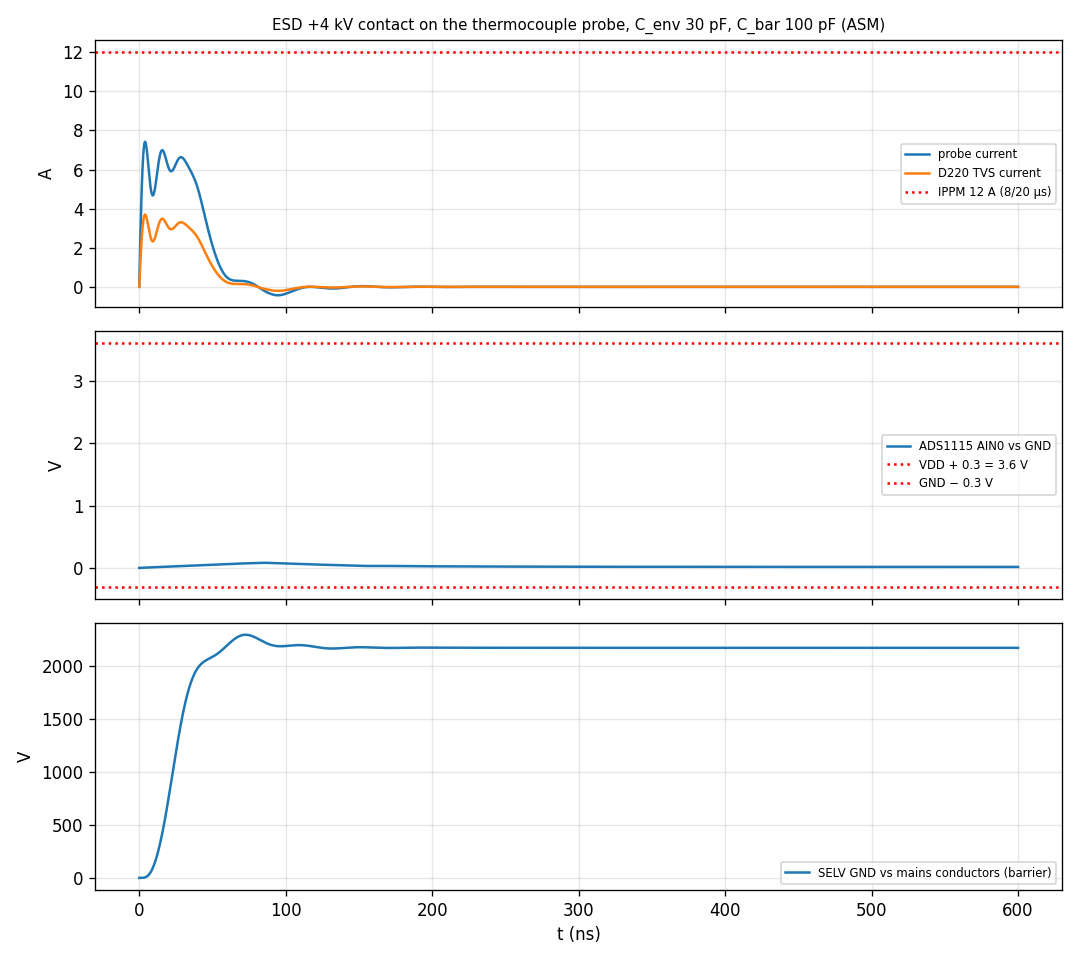 ESD +4 kV contact on the thermocouple probe, C_env 30 pF, C_bar 100 pF (ASM)
12
10
8
6
4
2
0
A
probe current
D220 TVS current
IPPM 12 A (8/20 µs)
3
2
1
0
V
ADS1115 AIN0 vs GND
VDD + 0.3 = 3.6 V
GND − 0.3 V
2000
1500
1000
500
0
V
SELV GND vs mains conductors (barrier)
0 100 200 300 400 500 600
t (ns)